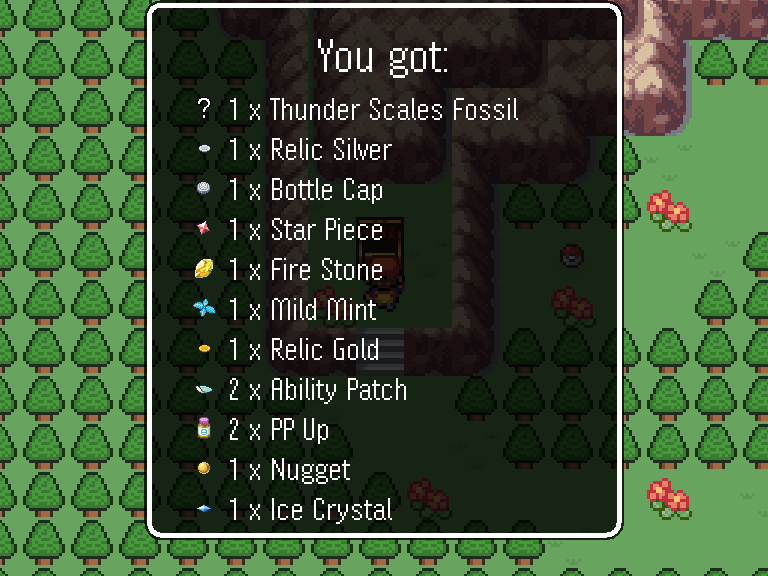 You got:
? 1 x Thunder Scales Fossil
1 x Relic Silver
1 x Bottle Cap
1 x Star Piece
1 x Fire Stone
1 x Mild Mint
1 x Relic Gold
2 x Ability Patch
2 x PP Up
1 x Nugget
1 x Ice Crystal